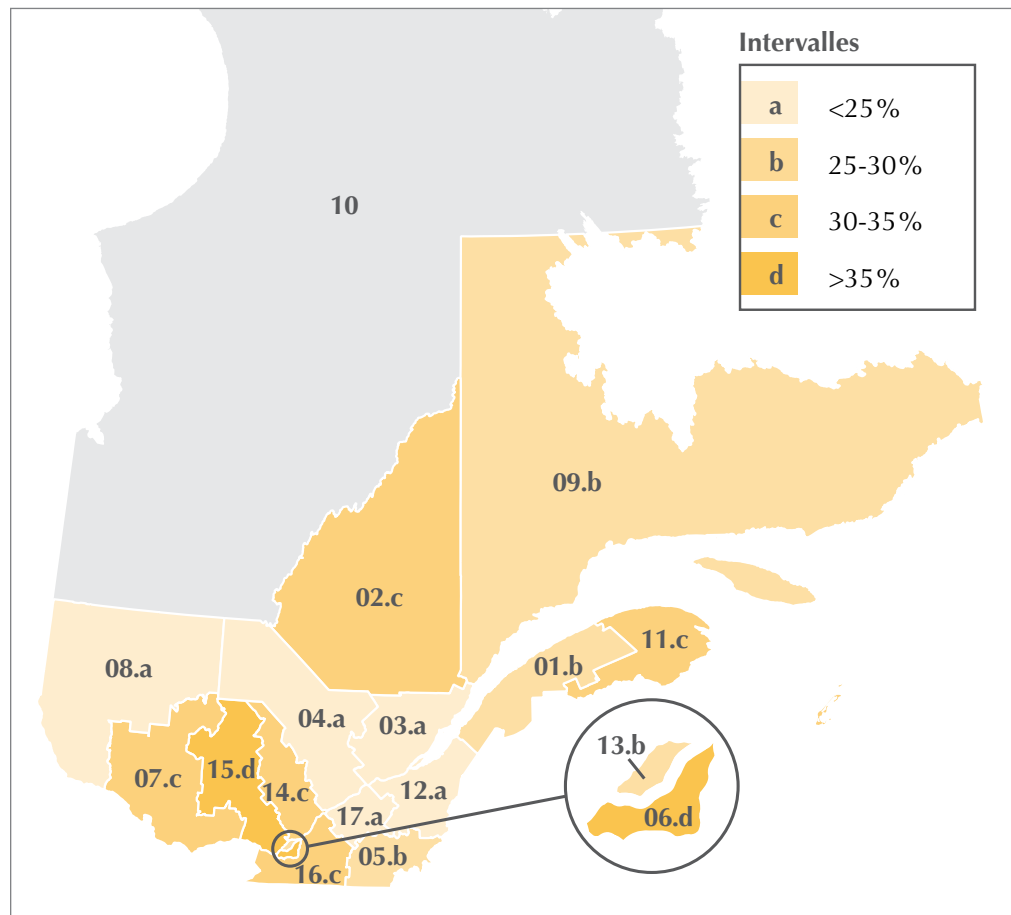 Intervalles
a <25%
b 25-30%
c 30-35%
d >35%
10
09.b
02.c
11.c
01.b
08.a
04.a
03.a
13.b
15.d
07.c
14.c
12.a
06.d
17.a
05.b
16.c